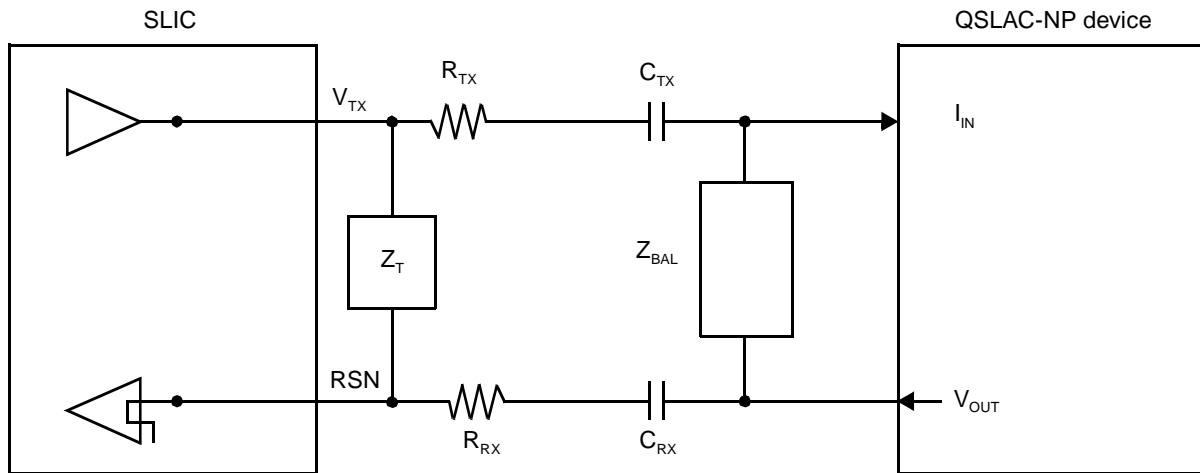 SLIC
QSLAC-NP device
R_TX
C_TX
V_TX
I_IN
Z_T
Z_BAL
RSN
V_OUT
R_RX
C_RX